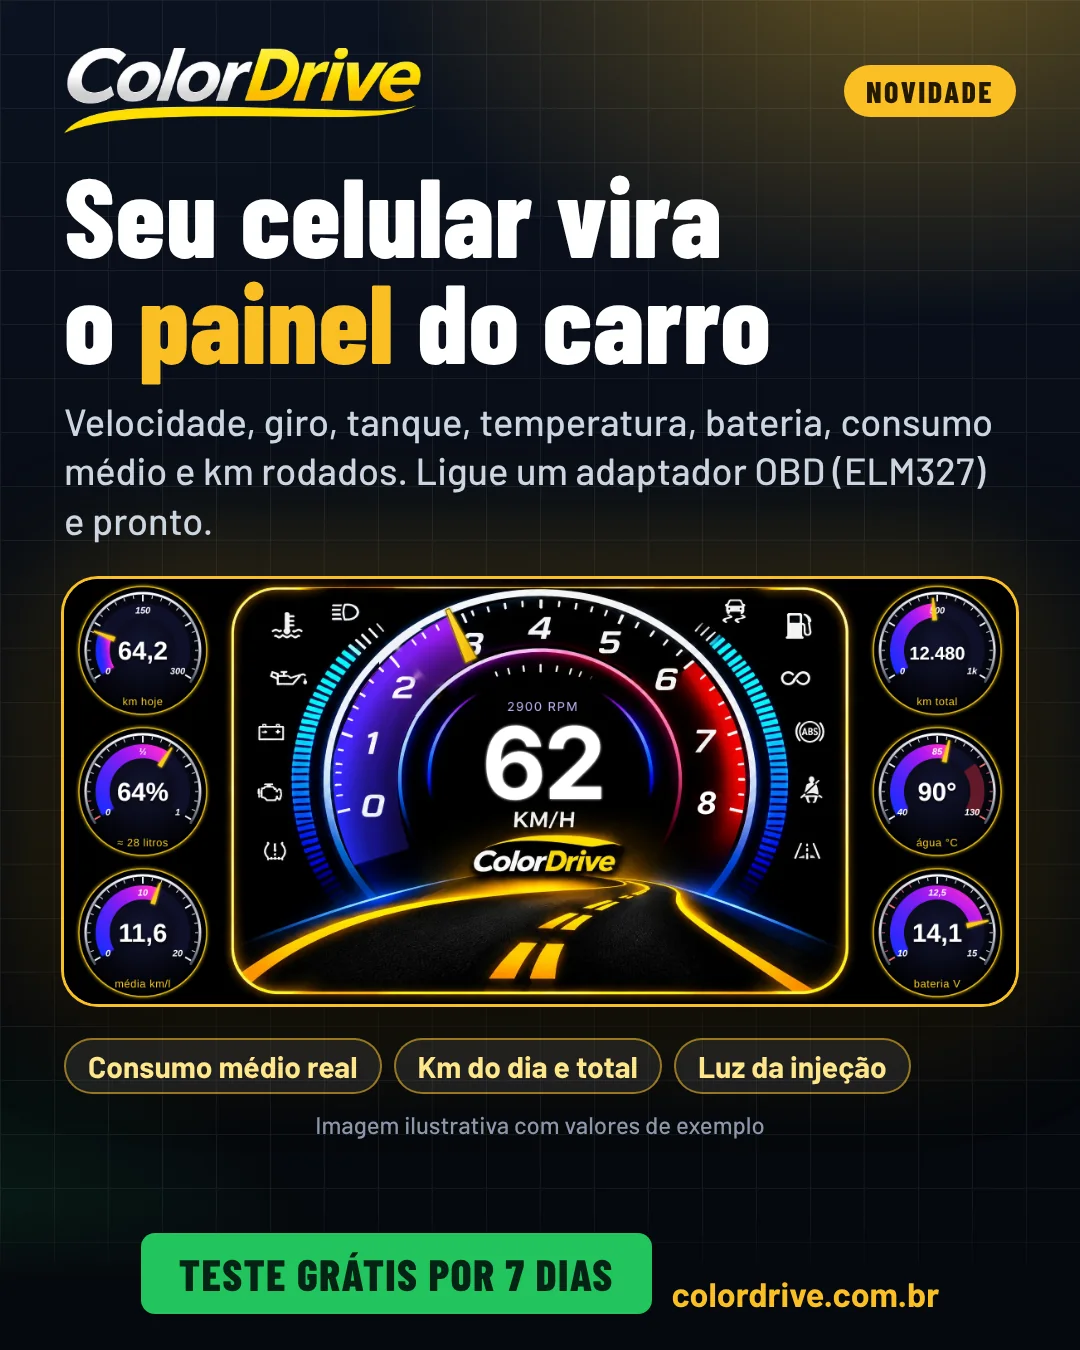 ColorDrive
NOVIDADE
Seu celular vira
o painel do carro
Velocidade, giro, tanque, temperatura, bateria, consumo
médio e km rodados. Ligue um adaptador OBD (ELM327)
e pronto.
150
64,2
0 300
km hoje
½
64%
0 1
≈ 28 litros
10
11,6
0 20
média km/l
0 1 2 3 4 5 6 7 8
2900 RPM
62
KM/H
ColorDrive
ABS
12.480
0 1k
km total
85
90°
40 130
água °C
12,5
14,1
10 15
bateria V
Consumo médio real
Km do dia e total
Luz da injeção
Imagem ilustrativa com valores de exemplo
TESTE GRÁTIS POR 7 DIAS
colordrive.com.br